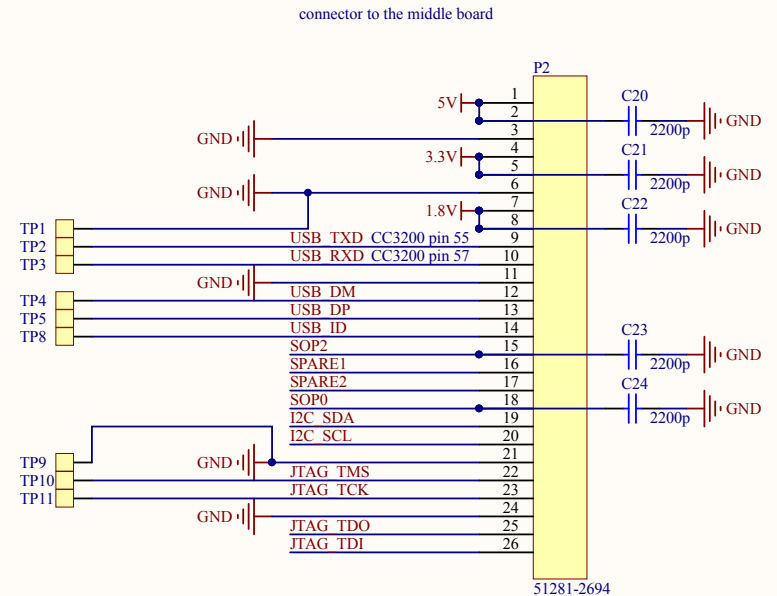 connector to the middle board
P2
1
5V
C20
2
2200p
GND
3
GND
4
3.3V
C21
5
2200p
GND
6
GND
7
1.8V
C22
8
2200p
GND
TP1
TP2
USB_TXD CC3200 pin 55
9
TP3
USB_RXD CC3200 pin 57
10
GND
11
TP4
USB_DM
12
TP5
USB_DP
13
TP8
USB_ID
14
SOP2
15
C23
2200p
GND
SPARE1
16
SPARE2
17
SOP0
18
C24
2200p
GND
I2C_SDA
19
I2C_SCL
20
TP9
GND
21
TP10
JTAG_TMS
22
TP11
JTAG_TCK
23
GND
24
JTAG_TDO
25
JTAG_TDI
26
51281-2694